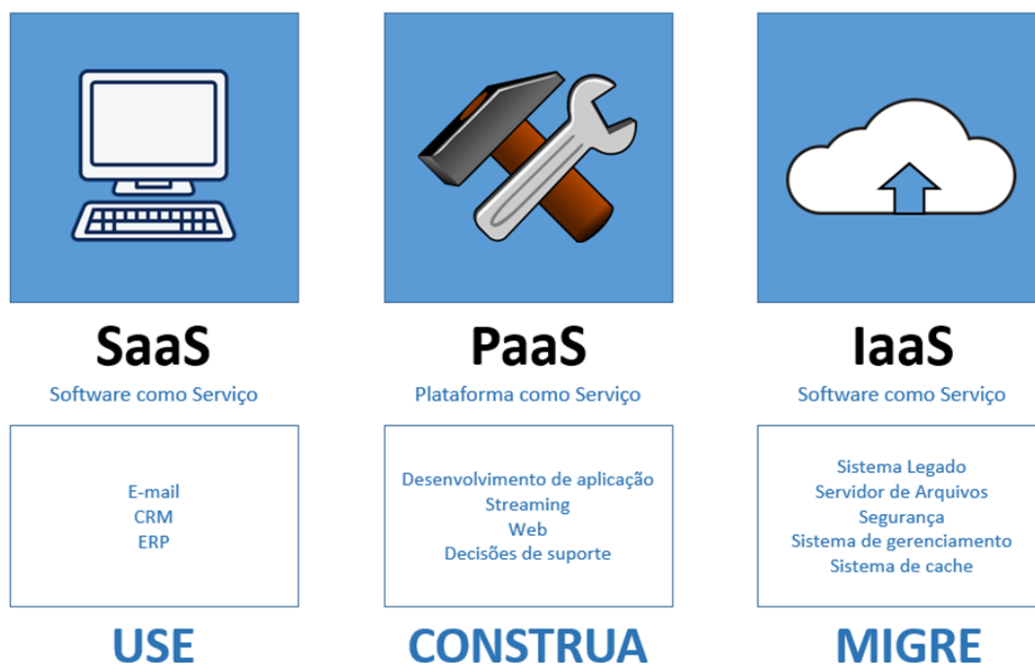 SaaS
Software como Serviço
E-mail
CRM
ERP
USE
PaaS
Plataforma como Serviço
Desenvolvimento de aplicação
Streaming
Web
Decisões de suporte
CONSTRUA
IaaS
Software como Serviço
Sistema Legado
Servidor de Arquivos
Segurança
Sistema de gerenciamento
Sistema de cache
MIGRE